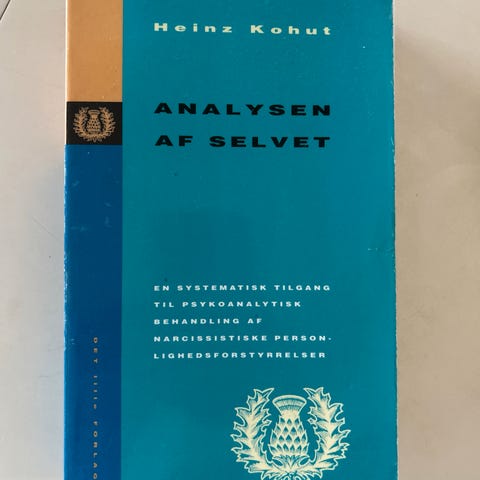 Heinz Kohut
ANALYSEN
AF SELVET
EN SYSTEMATISK TILGANG
TIL PSYKOANALYTISK
BEHANDLING AF
NARCISSISTISKE PERSON-
LIGHEDSFORSTYRRELSER
DET lille FORLAG